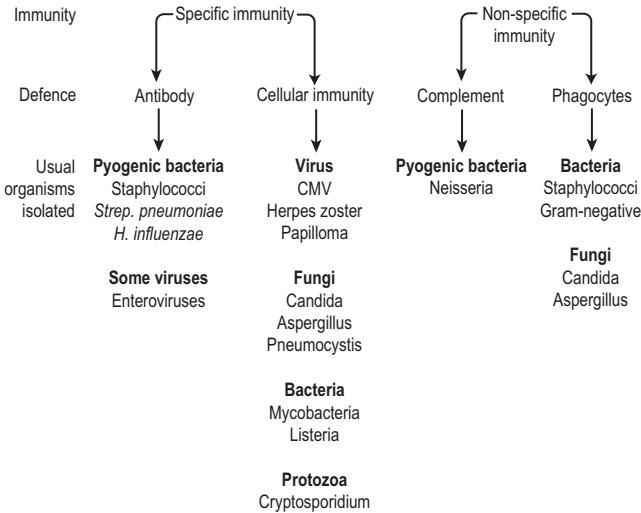 Immunity
Specific immunity
Non-specific
immunity
Defence
Antibody
Cellular immunity
Complement
Phagocytes
Usual
organisms
isolated
Pyogenic bacteria
Staphylococci
Strep. pneumoniae
H. influenzae
Some viruses
Enteroviruses
Virus
CMV
Herpes zoster
Papilloma
Fungi
Candida
Aspergillus
Pneumocystis
Bacteria
Mycobacteria
Listeria
Protozoa
Cryptosporidium
Pyogenic bacteria
Neisseria
Bacteria
Staphylococci
Gram-negative
Fungi
Candida
Aspergillus